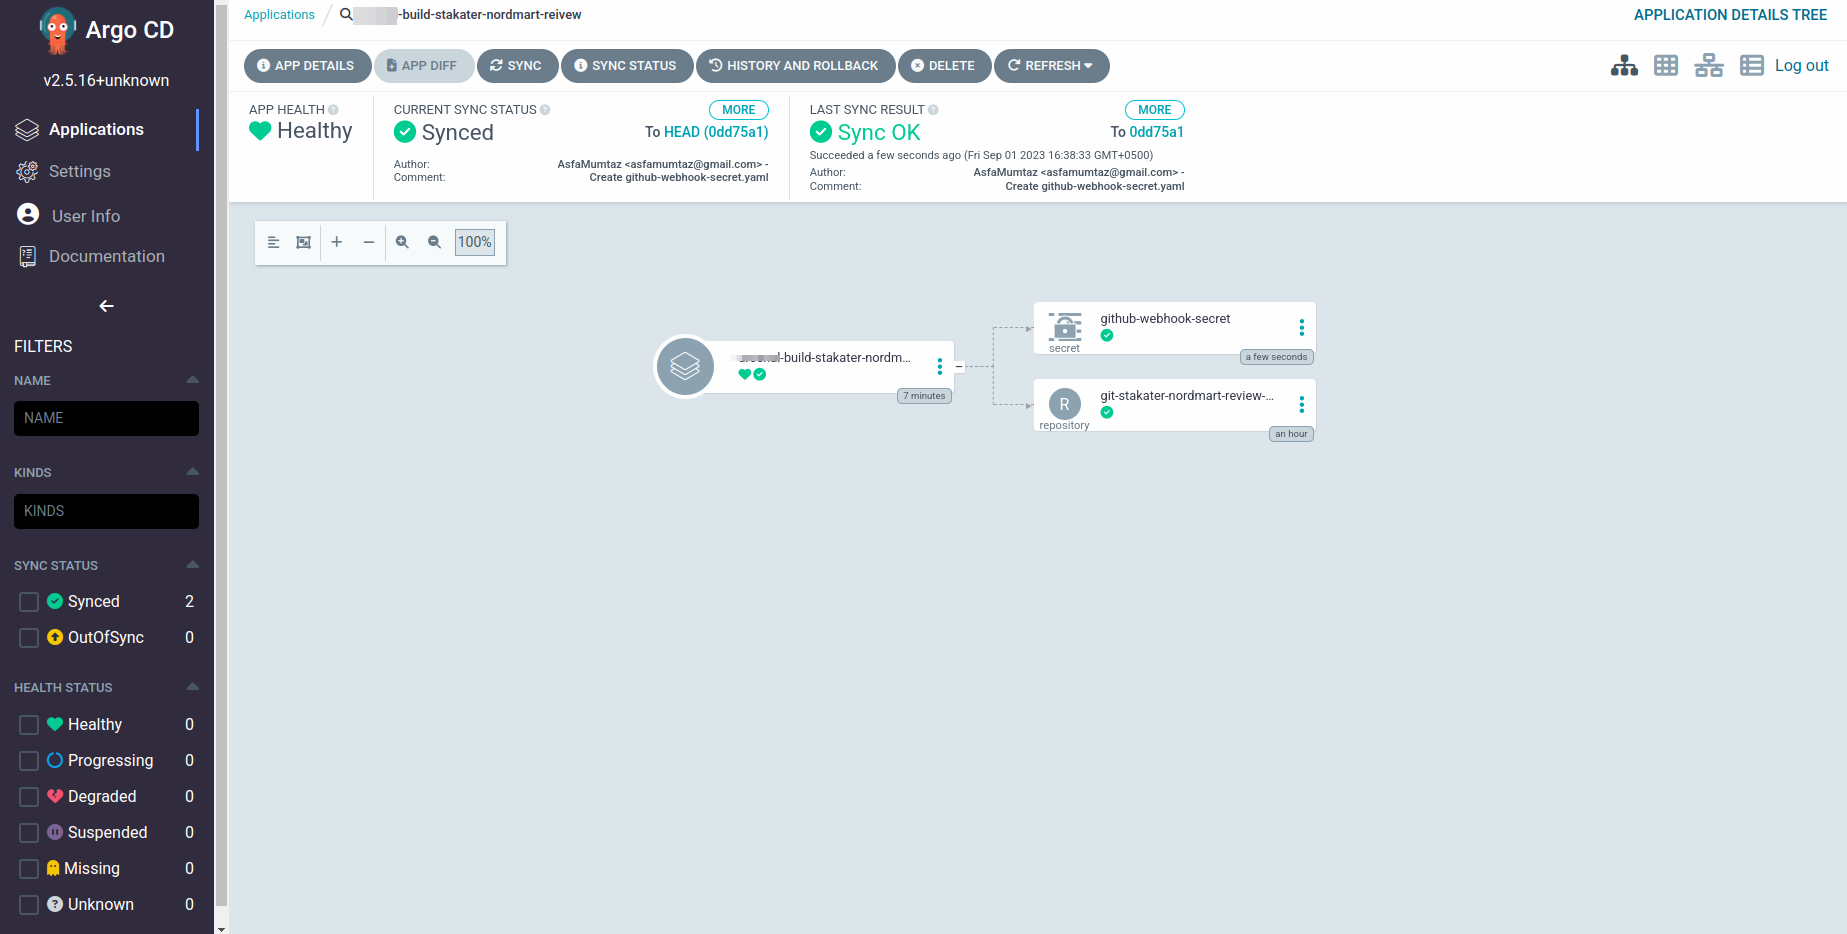 Argo CD
v2.5.16+unknown
Applications
Settings
User Info
Documentation
FILTERS
NAME
NAME
KINDS
KINDS
SYNC STATUS
Synced 2
OutOfSync 0
HEALTH STATUS
Healthy 0
Progressing 0
Degraded 0
Suspended 0
Missing 0
Unknown 0
Applications / -build-stakater-nordmart-reivew
APPLICATION DETAILS TREE
APP DETAILS APP DIFF SYNC SYNC STATUS HISTORY AND ROLLBACK DELETE REFRESH
Log out
APP HEALTH
Healthy
CURRENT SYNC STATUS MORE
Synced To HEAD (0dd75a1)
Author: AsfaMumtaz <asfamumtaz@gmail.com> -
Comment: Create github-webhook-secret.yaml
LAST SYNC RESULT MORE
Sync OK To 0dd75a1
Succeeded a few seconds ago (Fri Sep 01 2023 16:38:33 GMT+0500)
Author: AsfaMumtaz <asfamumtaz@gmail.com> -
Comment: Create github-webhook-secret.yaml
100%
-build-stakater-nordm...
7 minutes
github-webhook-secret
secret
a few seconds
R
git-stakater-nordmart-review-...
repository
an hour